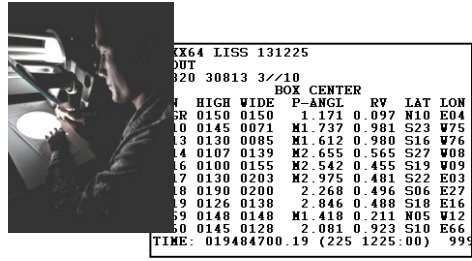 XX64 LISS 131225
OUT
320 30813 3//10
BOX CENTER
HIGH WIDE P-ANGL RV LAT LON
GR 0150 0150 1.171 0.097 N10 E04
10 0145 0071 M1.737 0.981 S23 W75
13 0130 0085 M1.612 0.980 S16 W76
14 0107 0139 M2.655 0.565 S27 W08
16 0100 0155 M2.542 0.455 S19 W09
17 0130 0203 M2.975 0.481 S22 E03
18 0190 0200 2.268 0.496 S06 E27
19 0126 0138 2.846 0.488 S18 E16
59 0148 0148 M1.418 0.211 N05 W12
60 0145 0128 2.081 0.923 S10 E66
TIME: 019484700.19 (225 1225:00) 999